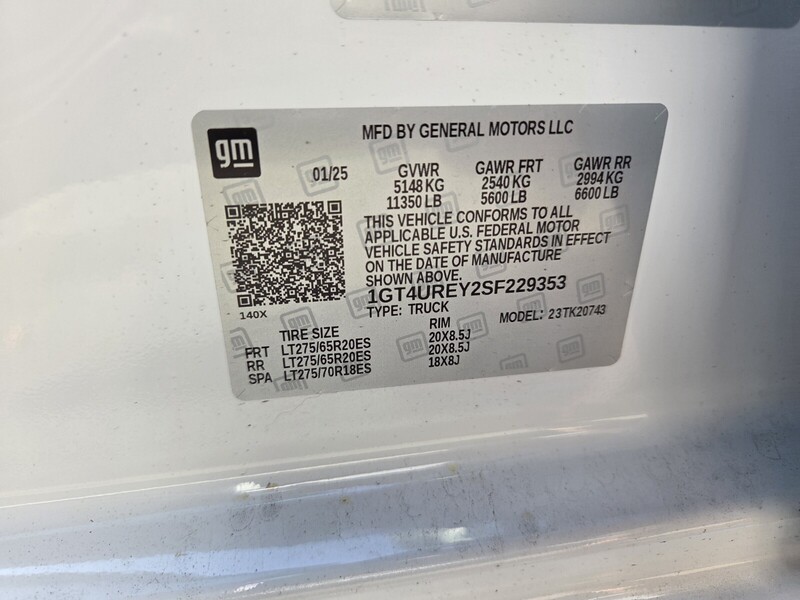 gm
MFD BY GENERAL MOTORS LLC
01/25 GVWR GAWR FRT GAWR RR
5148 KG 2540 KG 2994 KG
11350 LB 5600 LB 6600 LB
THIS VEHICLE CONFORMS TO ALL
APPLICABLE U.S. FEDERAL MOTOR
VEHICLE SAFETY STANDARDS IN EFFECT
ON THE DATE OF MANUFACTURE
SHOWN ABOVE.
140X
1GT4UREY2SF229353
TYPE: TRUCK MODEL: 23TK20743
TIRE SIZE RIM
FRT LT275/65R20ES 20X8.5J
RR LT275/65R20ES 20X8.5J
SPA LT275/70R18ES 18X8J